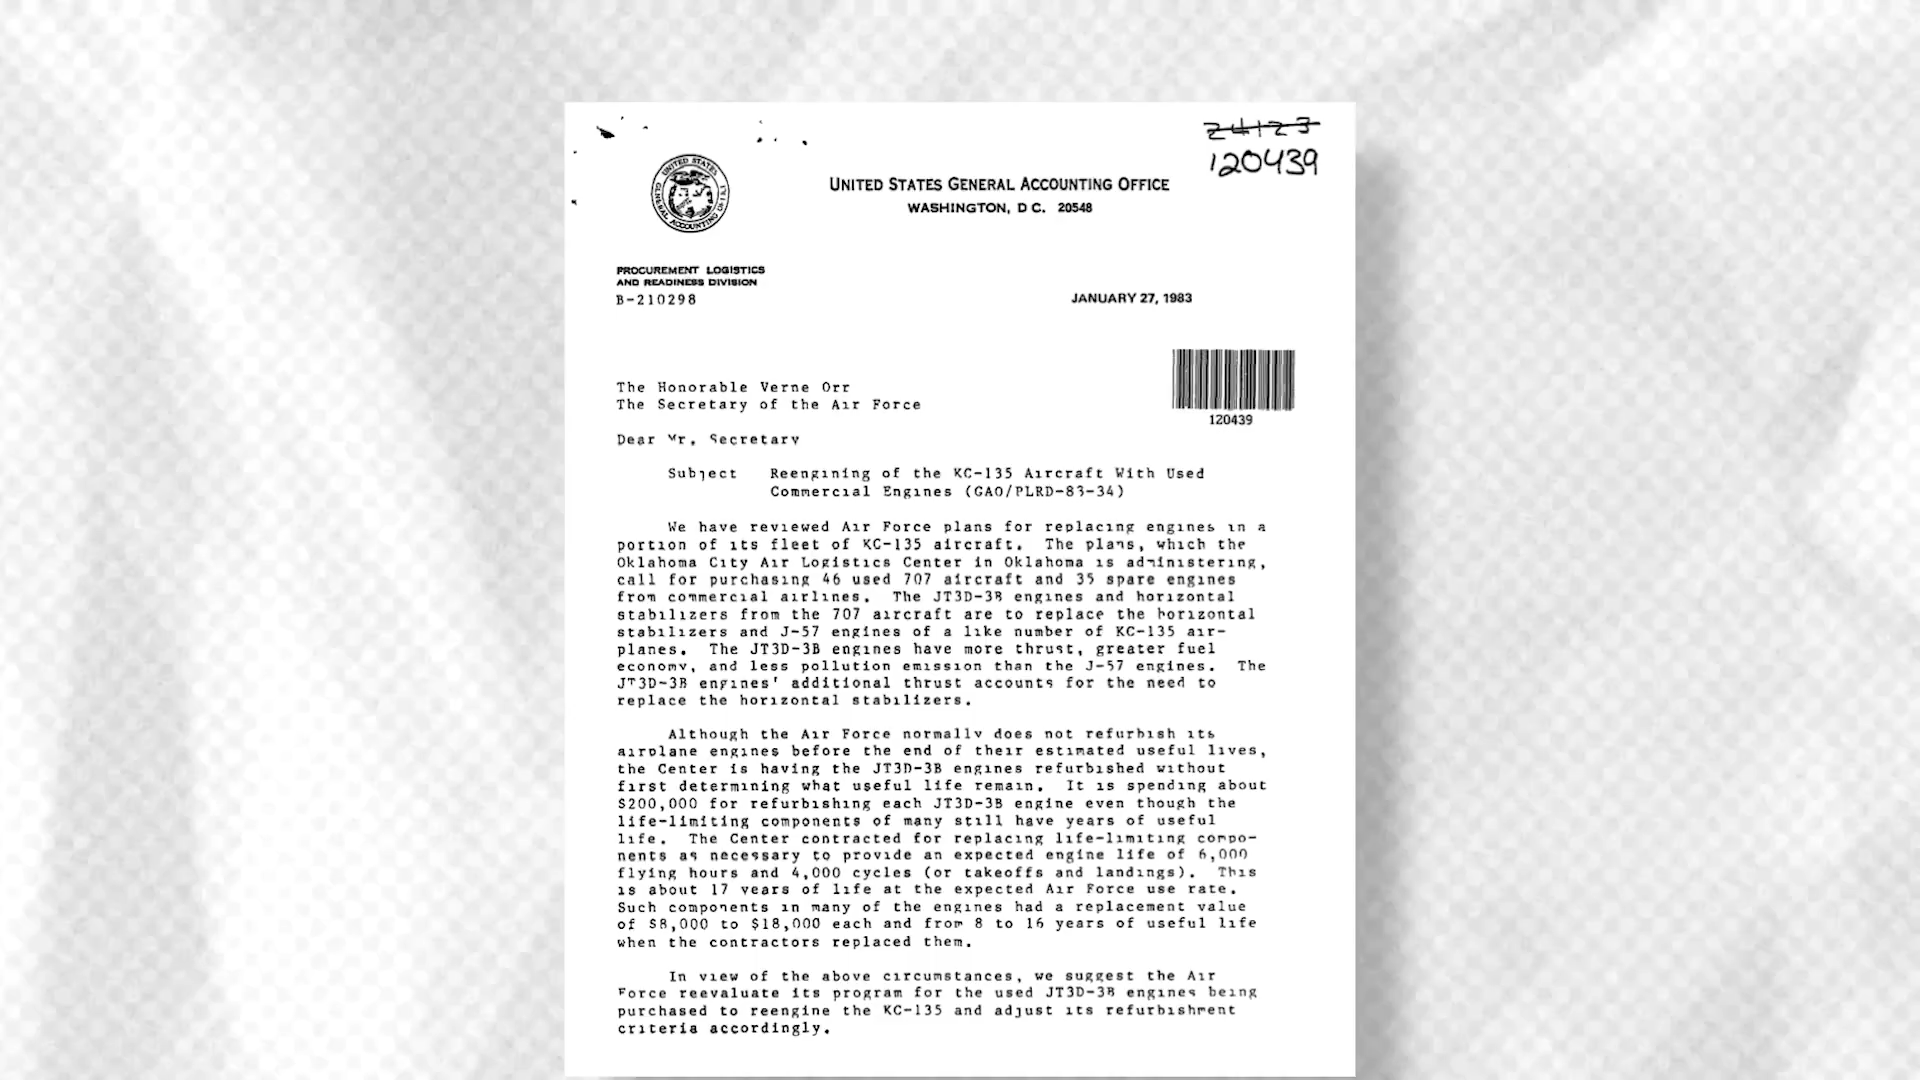 24123
120439
UNITED STATES GENERAL ACCOUNTING OFFICE
WASHINGTON, D C. 20548
UNITED STATES
GENERAL ACCOUNTING OFFICE
PROCUREMENT LOGISTICS
AND READINESS DIVISION
B-210298
JANUARY 27, 1983
120439
The Honorable Verne Orr
The Secretary of the Air Force
Dear Mr. Secretary
Subject Reengining of the KC-135 Aircraft With Used
Commercial Engines (GAO/PLRD-83-34)
We have reviewed Air Force plans for replacing engines in a
portion of its fleet of KC-135 aircraft. The plans, which the
Oklahoma City Air Logistics Center in Oklahoma is administering,
call for purchasing 46 used 707 aircraft and 35 spare engines
from commercial airlines. The JT3D-3B engines and horizontal
stabilizers from the 707 aircraft are to replace the horizontal
stabilizers and J-57 engines of a like number of KC-135 air-
planes. The JT3D-3B engines have more thrust, greater fuel
economy, and less pollution emission than the J-57 engines. The
JT3D-3B engines' additional thrust accounts for the need to
replace the horizontal stabilizers.
Although the Air Force normally does not refurbish its
airplane engines before the end of their estimated useful lives,
the Center is having the JT3D-3B engines refurbished without
first determining what useful life remain. It is spending about
$200,000 for refurbishing each JT3D-3B engine even though the
life-limiting components of many still have years of useful
life. The Center contracted for replacing life-limiting compo-
nents as necessary to provide an expected engine life of 6,000
flying hours and 4,000 cycles (or takeoffs and landings). This
is about 17 years of life at the expected Air Force use rate.
Such components in many of the engines had a replacement value
of $8,000 to $18,000 each and from 8 to 16 years of useful life
when the contractors replaced them.
In view of the above circumstances, we suggest the Air
Force reevaluate its program for the used JT3D-3B engines being
purchased to reengine the KC-135 and adjust its refurbishment
criteria accordingly.